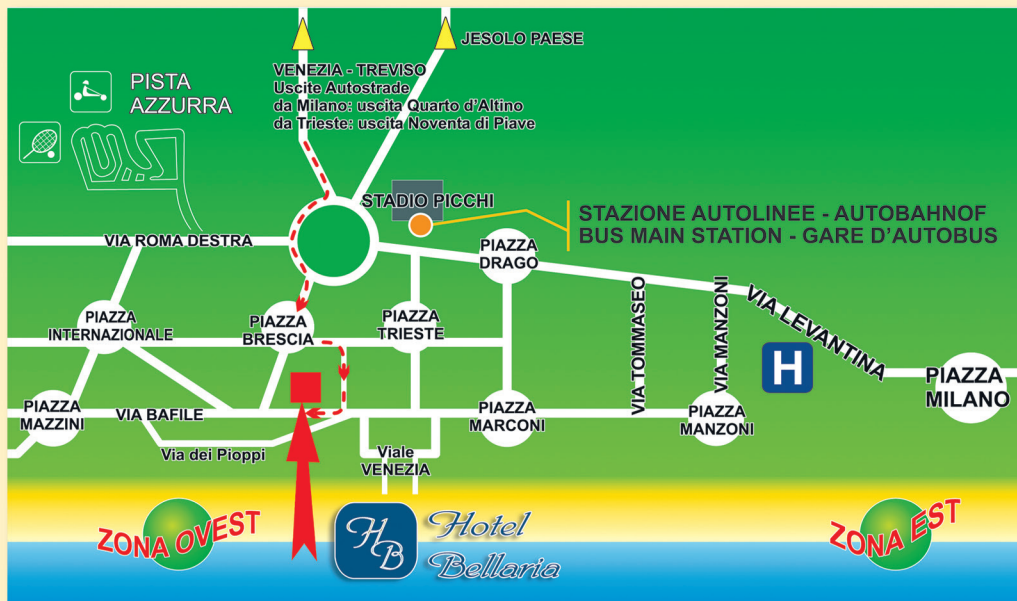 JESOLO PAESE
VENEZIA - TREVISO
Uscite Autostrade
da Milano: uscita Quarto d'Altino
da Trieste: uscita Noventa di Piave
PISTA
AZZURRA
STADIO PICCHI
STAZIONE AUTOLINEE - AUTOBAHNOF
BUS MAIN STATION - GARE D'AUTOBUS
VIA ROMA DESTRA
PIAZZA
DRAGO
PIAZZA
INTERNAZIONALE
PIAZZA
BRESCIA
PIAZZA
TRIESTE
VIA TOMMASEO
VIA MANZONI
VIA LEVANTINA
H
PIAZZA
MILANO
PIAZZA
MAZZINI
VIA BAFILE
PIAZZA
MARCONI
PIAZZA
MANZONI
Via dei Pioppi
Viale
VENEZIA
ZONA OVEST
HB
Hotel
Bellaria
ZONA EST